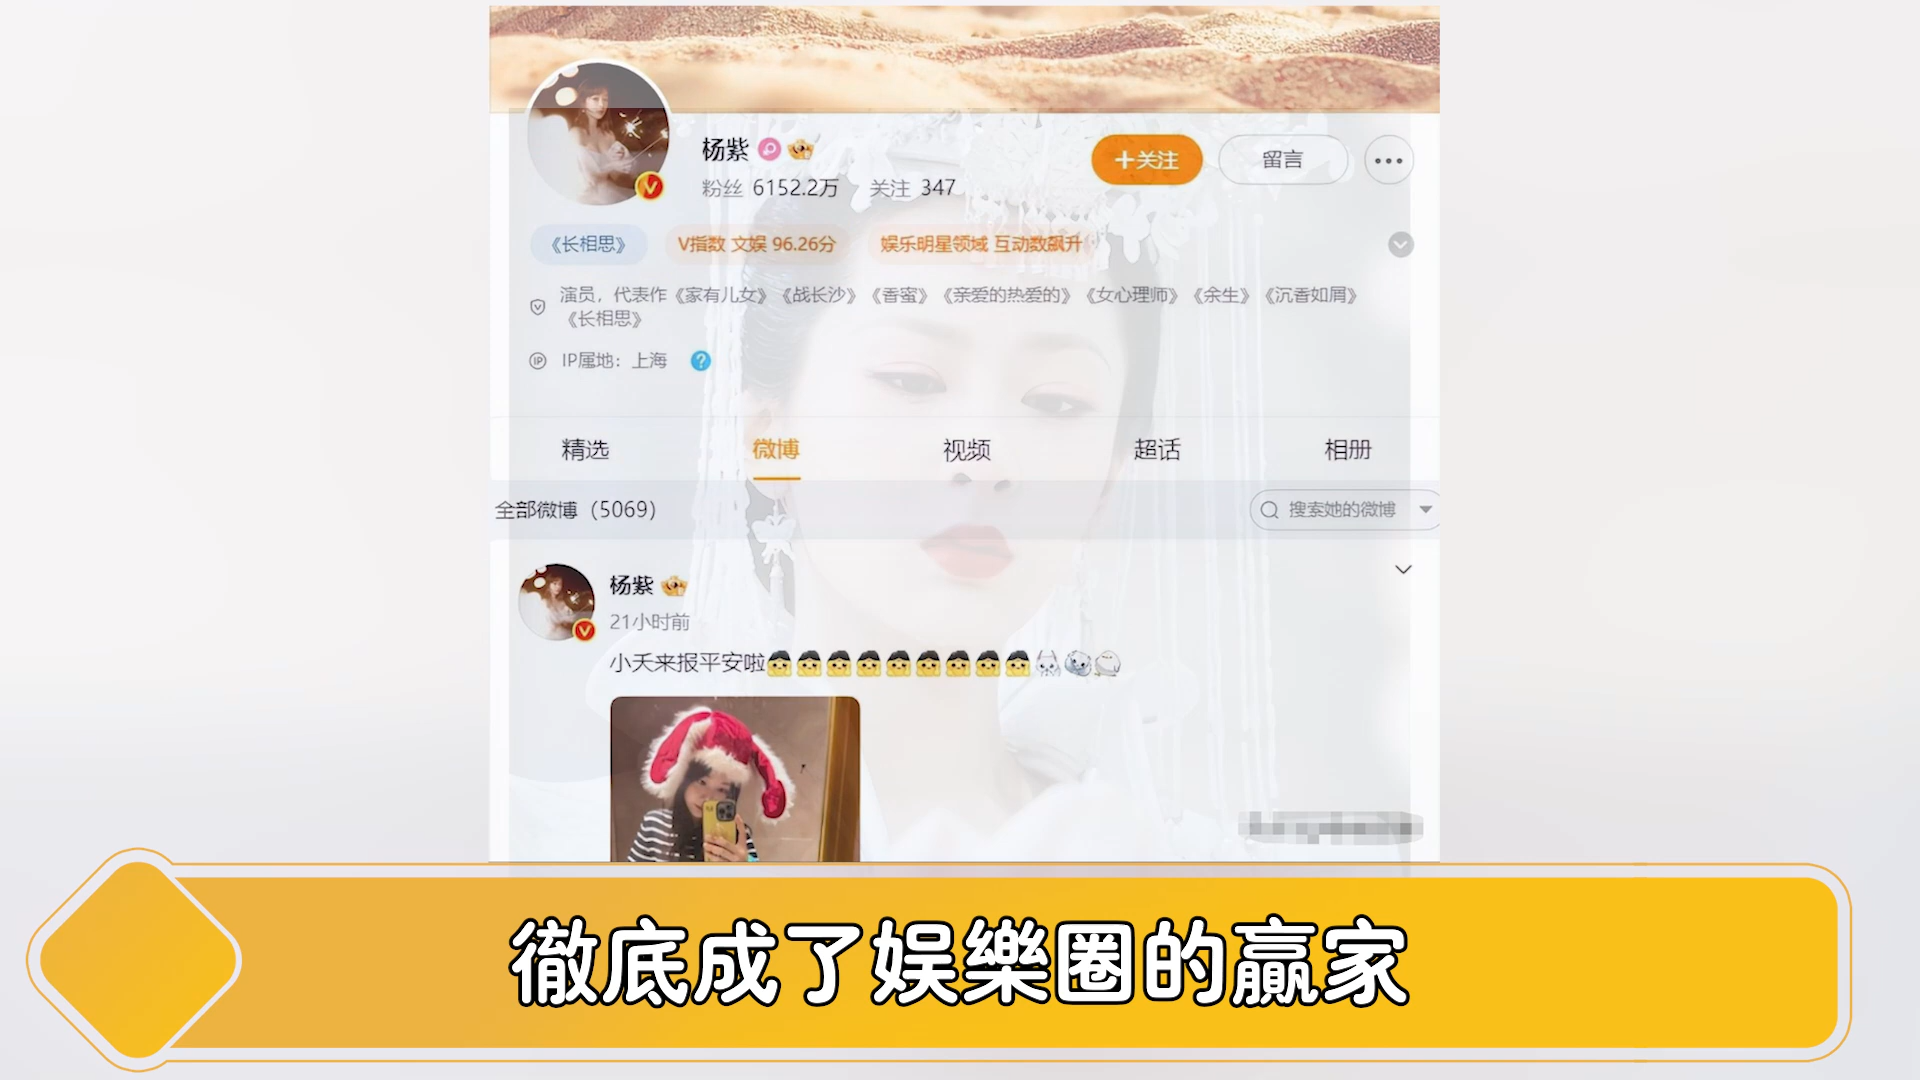 杨紫
+关注
留言
粉丝 6152.2万 关注 347
《长相思》 V指数 文娱 96.26分 娱乐明星领域 互动数飙升
演员，代表作《家有儿女》《战长沙》《香蜜》《亲爱的热爱的》《女心理师》《余生》《沉香如屑》
《长相思》
IP属地：上海
精选 微博 视频 超话 相册
全部微博（5069）
搜索她的微博
杨紫
21小时前
小夭来报平安啦
徹底成了娱樂圈的贏家